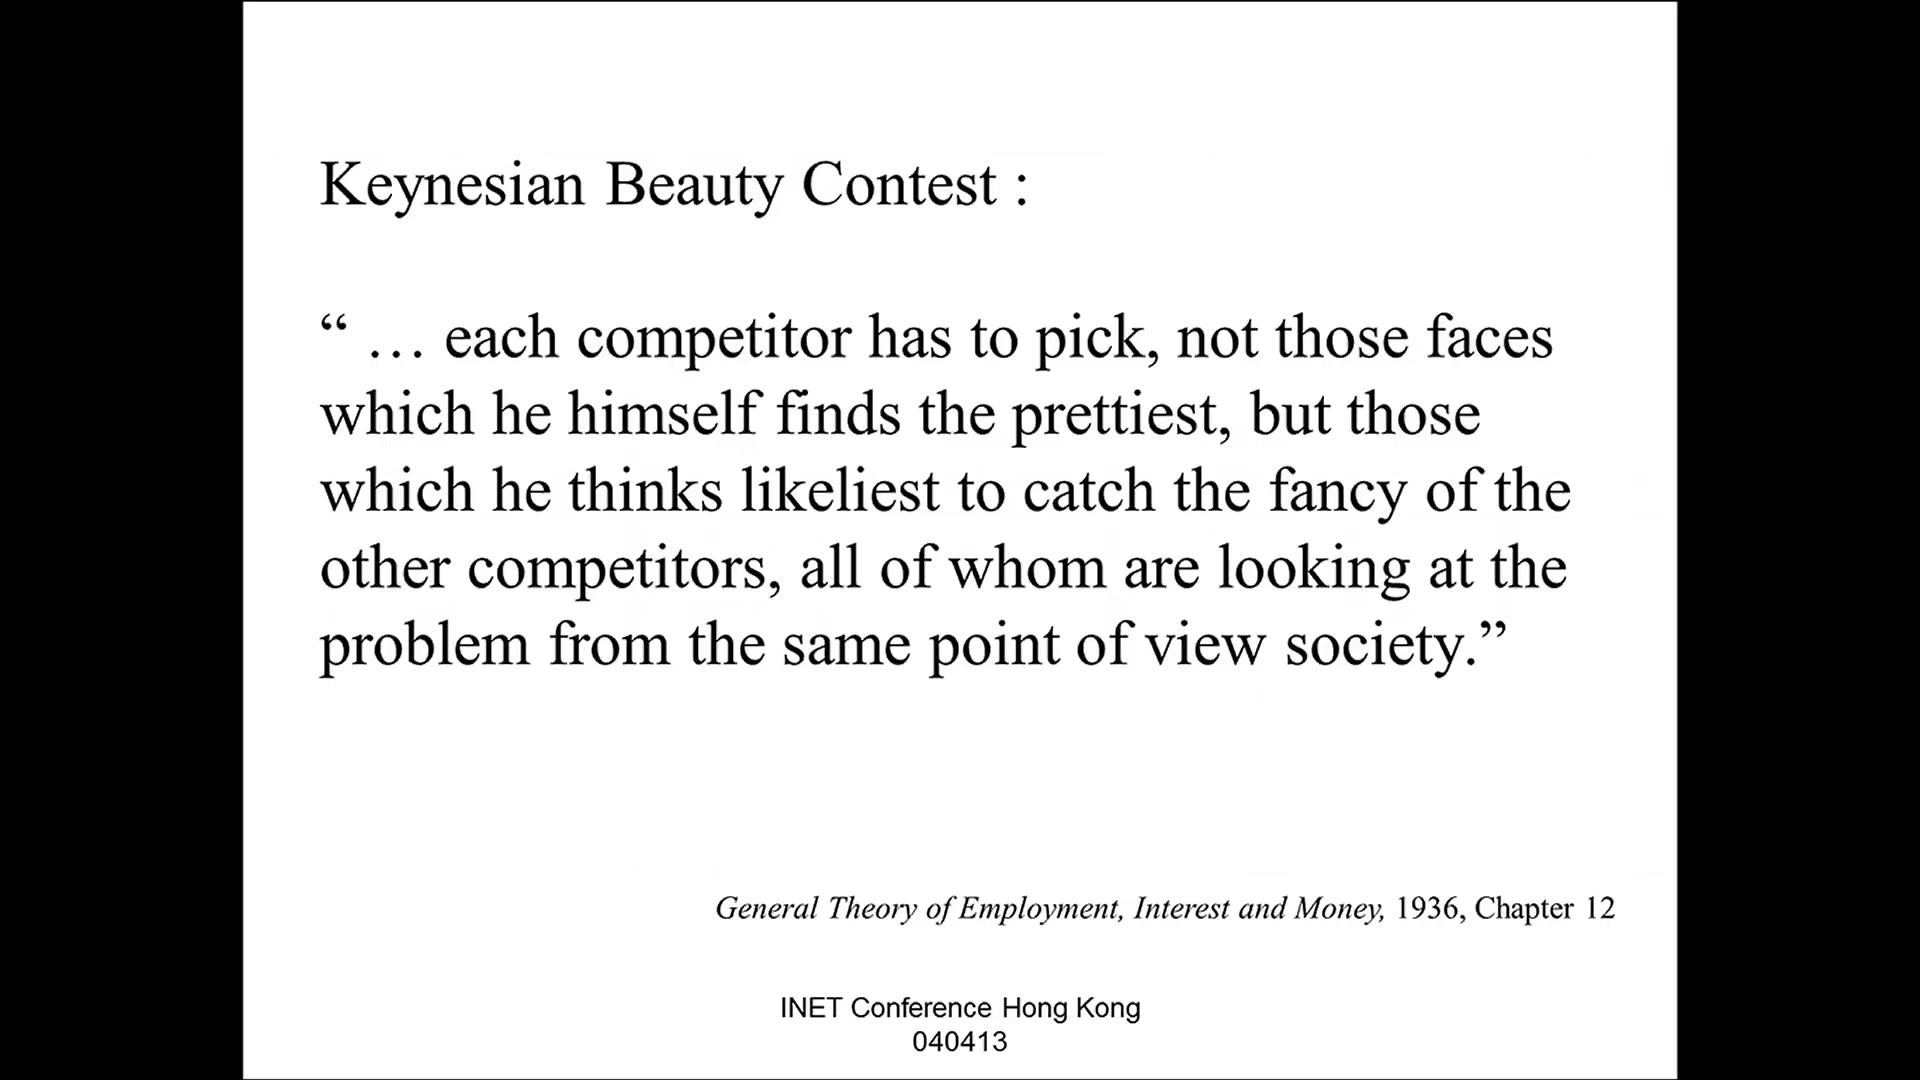 Keynesian Beauty Contest :
“ … each competitor has to pick, not those faces
which he himself finds the prettiest, but those
which he thinks likeliest to catch the fancy of the
other competitors, all of whom are looking at the
problem from the same point of view society.”
General Theory of Employment, Interest and Money, 1936, Chapter 12
INET Conference Hong Kong
040413